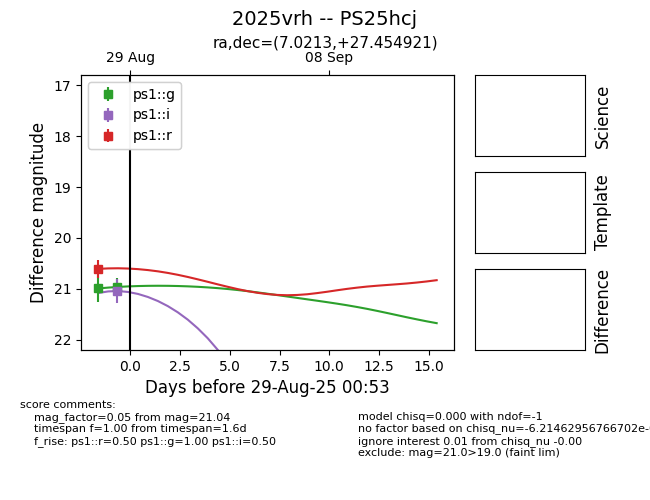 2025vrh -- PS25hcj
ra,dec=(7.0213,+27.454921)
29 Aug
08 Sep
ps1::g
ps1::i
ps1::r
17
18
19
20
21
22
Difference magnitude
0.0
2.5
5.0
7.5
10.0
12.5
15.0
Days before 29-Aug-25 00:53
Science
Template
Difference
score comments:
mag_factor=0.05 from mag=21.04
timespan f=1.00 from timespan=1.6d
f_rise: ps1::r=0.50 ps1::g=1.00 ps1::i=0.50
model chisq=0.000 with ndof=-1
no factor based on chisq_nu=-6.21462956766702e-
ignore interest 0.01 from chisq_nu -0.00
exclude: mag=21.0>19.0 (faint lim)